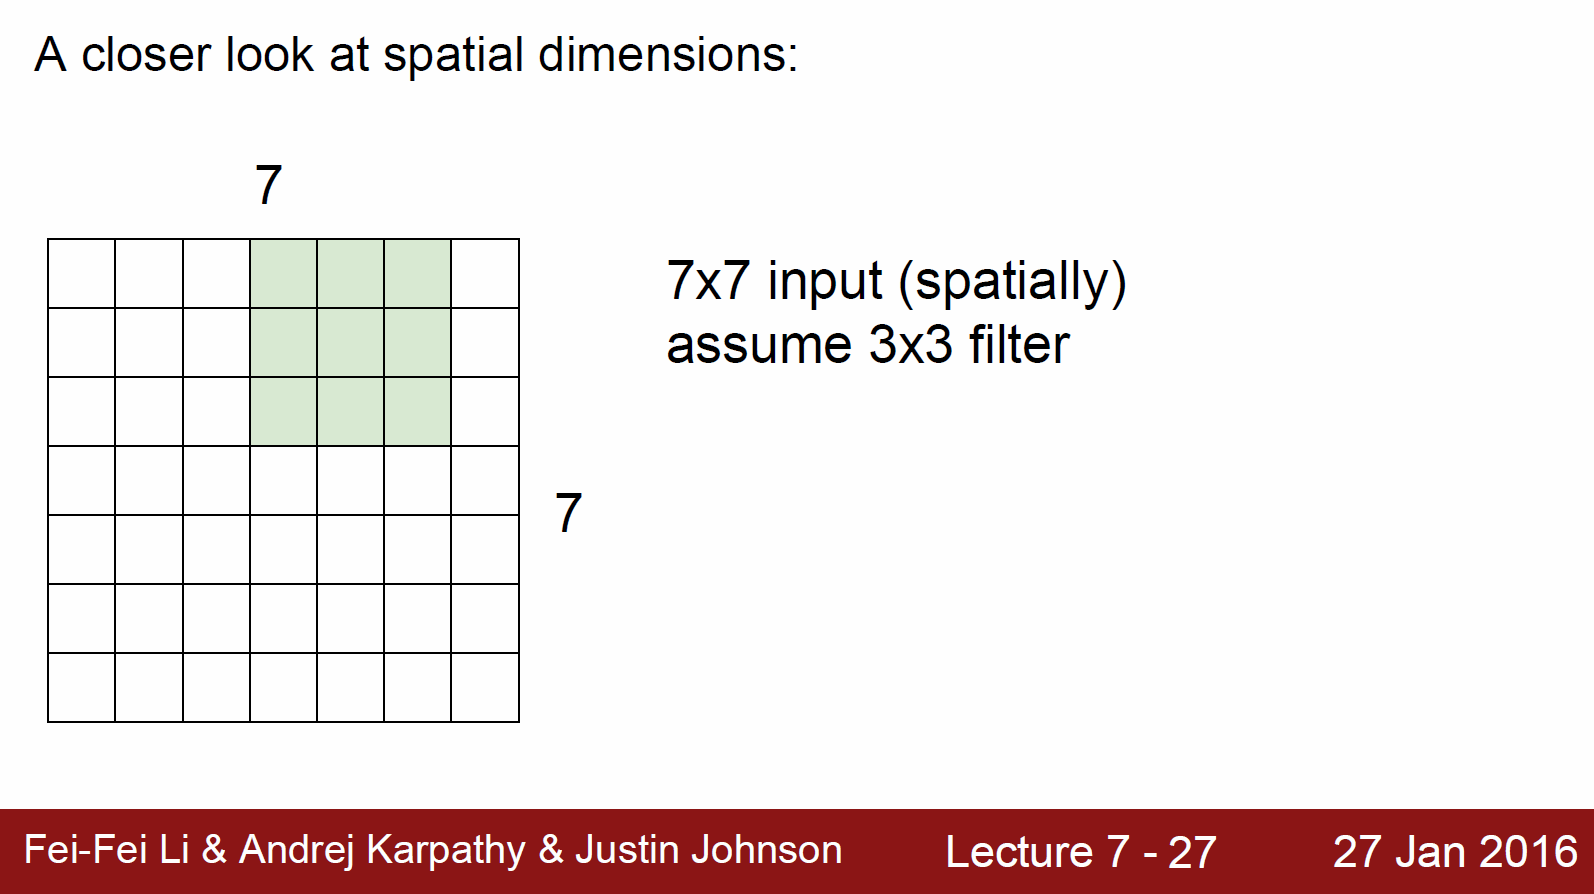 A closer look at spatial dimensions:
7
7x7 input (spatially)
assume 3x3 filter
7
Fei-Fei Li & Andrej Karpathy & Justin Johnson
Lecture 7 - 27
27 Jan 2016